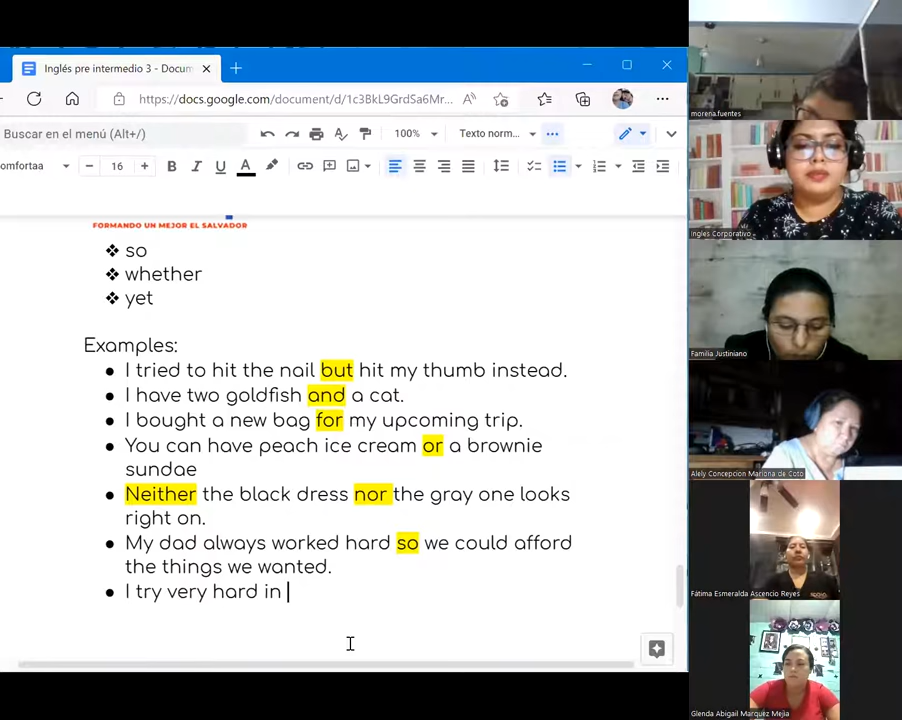 Inglés pre intermedio 3 - Docum
https://docs.google.com/document/d/1c3BkL9GrdSa6Mr...
Buscar en el menú (Alt+/)
100%
Texto norm...
omfortaa
16
FORMANDO UN MEJOR EL SALVADOR
❖ so
❖ whether
❖ yet
Examples:
● I tried to hit the nail but hit my thumb instead.
● I have two goldfish and a cat.
● I bought a new bag for my upcoming trip.
● You can have peach ice cream or a brownie
sundae
● Neither the black dress nor the gray one looks
right on.
● My dad always worked hard so we could afford
the things we wanted.
● I try very hard in
morena.fuentes
Ingles Corporativo
Familia Justiniano
Alely Concepcion Mariona de Coto
Fátima Esmeralda Ascencio Reyes
Glenda Abigail Marquez Mejia